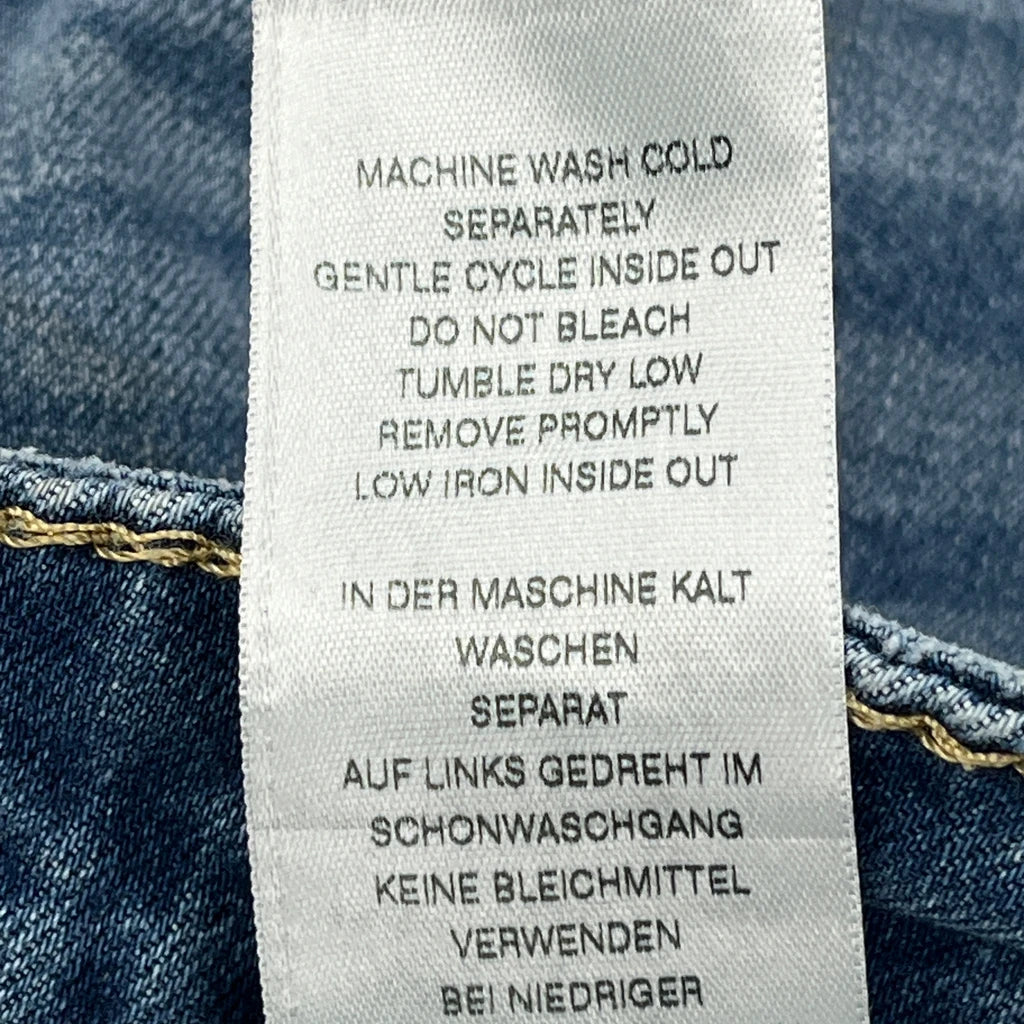 MACHINE WASH COLD
SEPARATELY
GENTLE CYCLE INSIDE OUT
DO NOT BLEACH
TUMBLE DRY LOW
REMOVE PROMPTLY
LOW IRON INSIDE OUT
IN DER MASCHINE KALT
WASCHEN
SEPARAT
AUF LINKS GEDREHT IM
SCHONWASCHGANG
KEINE BLEICHMITTEL
VERWENDEN
BEI NIEDRIGER